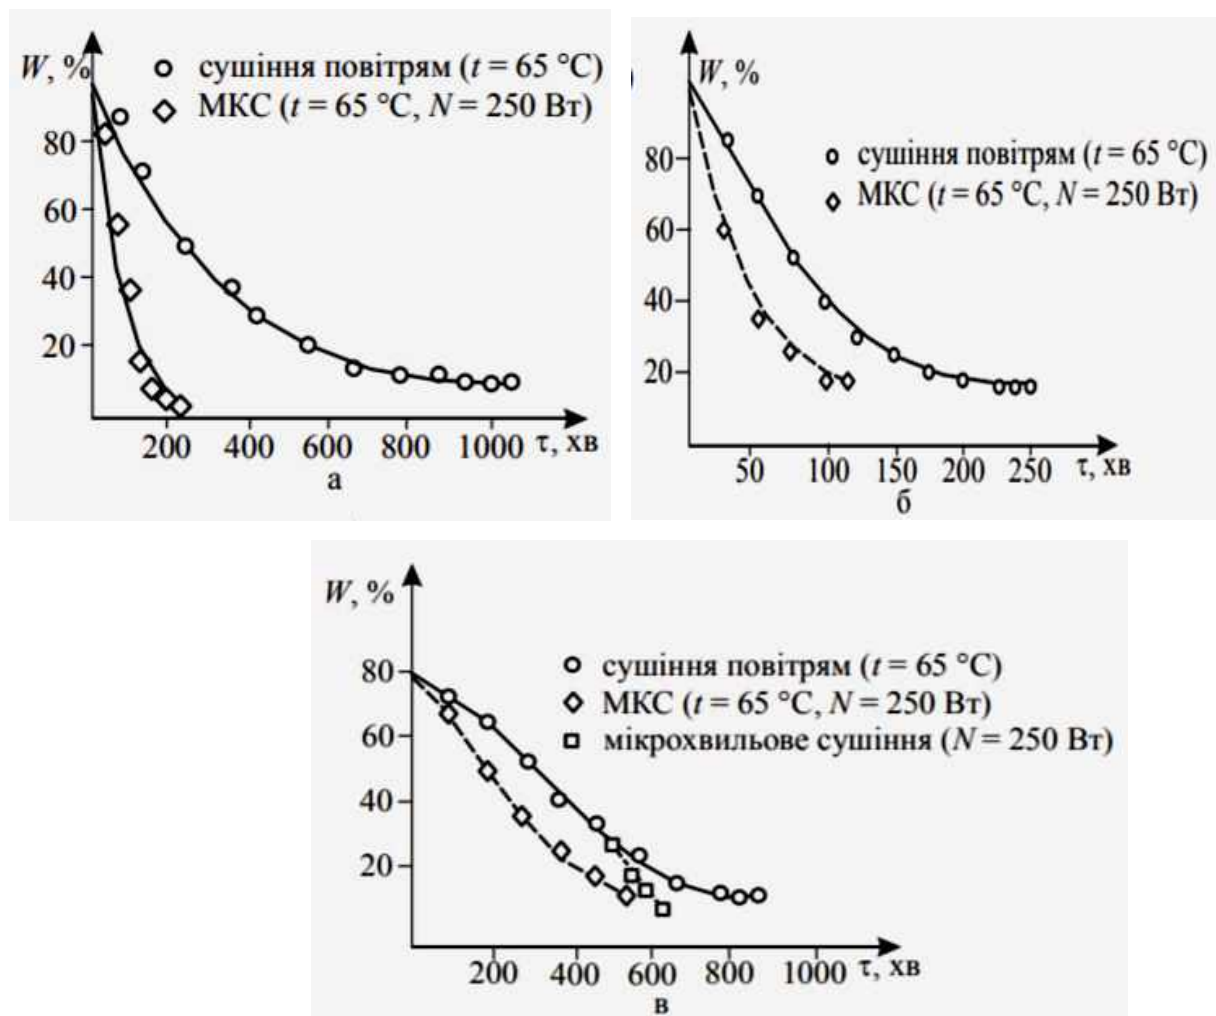 W, %
сушіння повітрям (t = 65 °C)
МКС (t = 65 °C, N = 250 Вт)
80
60
40
20
200 400 600 800 1000 τ, хв
а
W, %
сушіння повітрям (t = 65 °C)
МКС (t = 65 °C, N = 250 Вт)
80
60
40
20
50 100 150 200 250 τ, хв
б
W, %
80
сушіння повітрям (t = 65 °C)
МКС (t = 65 °C, N = 250 Вт)
мікрохвильове сушіння (N = 250 Вт)
60
40
20
200 400 600 800 1000 τ, хв
в